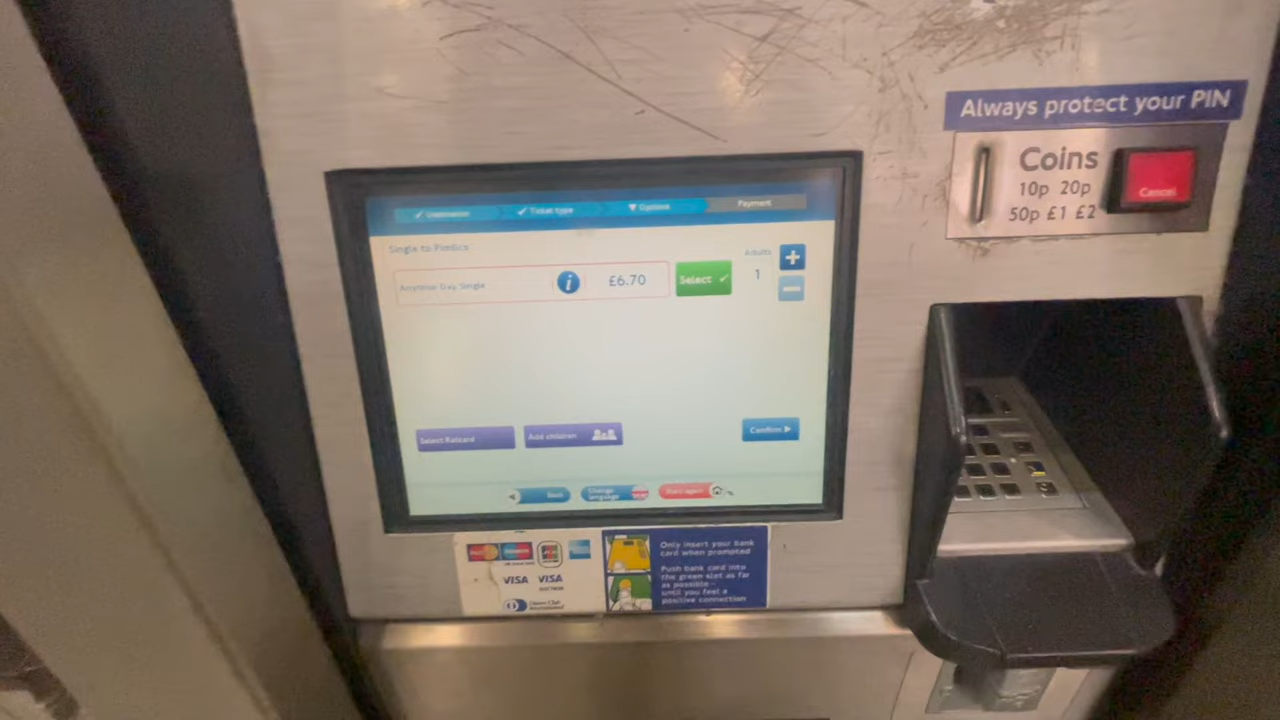 Always protect your PIN
Coins
10p 20p
50p £1 £2
Cancel
Destination
Ticket type
Options
Payment
Single to Pimlico
Anytime Day Single
i
£6.70
Select
Adults
1
+
−
Select Railcard
Add children
Confirm
Back
Change
language
Start again
VISA VISA
Only insert your bank
card when prompted
Push bank card into
the green slot as far
as possible –
until you feel a
positive connection